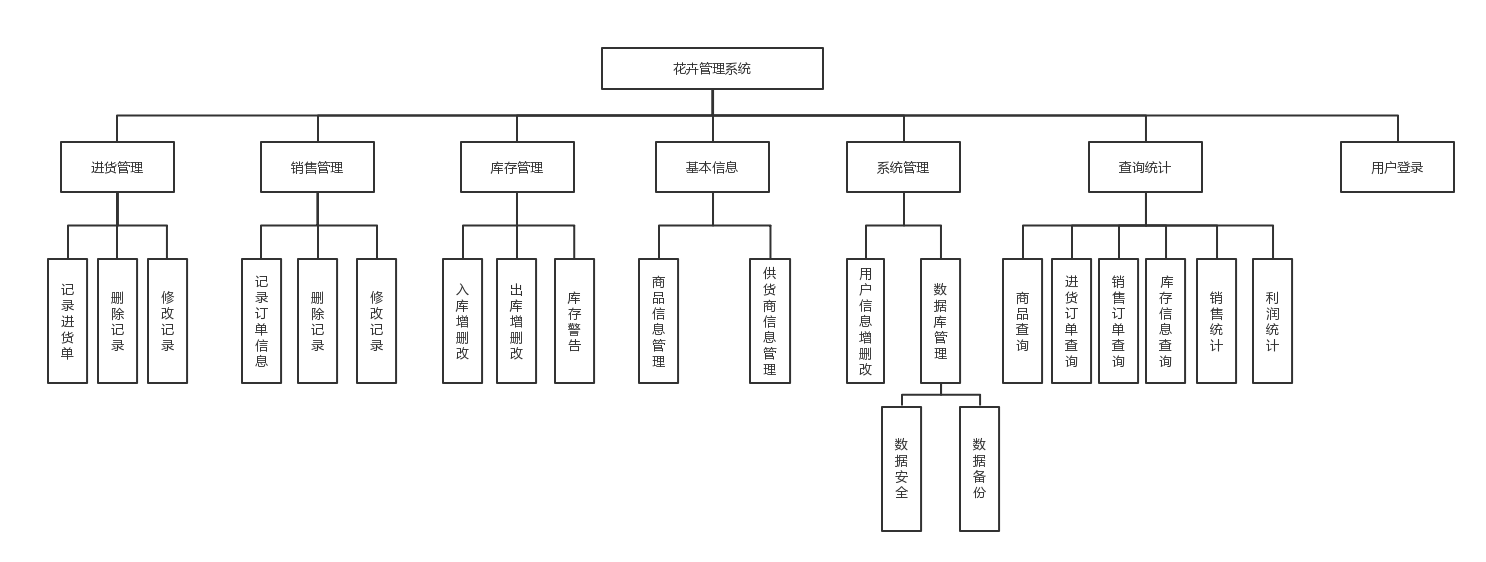 花卉管理系统
进货管理
销售管理
库存管理
基本信息
系统管理
查询统计
用户登录
记录进货单
删除记录
修改记录
记录订单信息
删除记录
修改记录
入库增删改
出库增删改
库存警告
商品信息管理
供货商信息管理
用户信息增删改
数据库管理
商品查询
进货订单查询
销售订单查询
库存信息查询
销售统计
利润统计
数据安全
数据备份